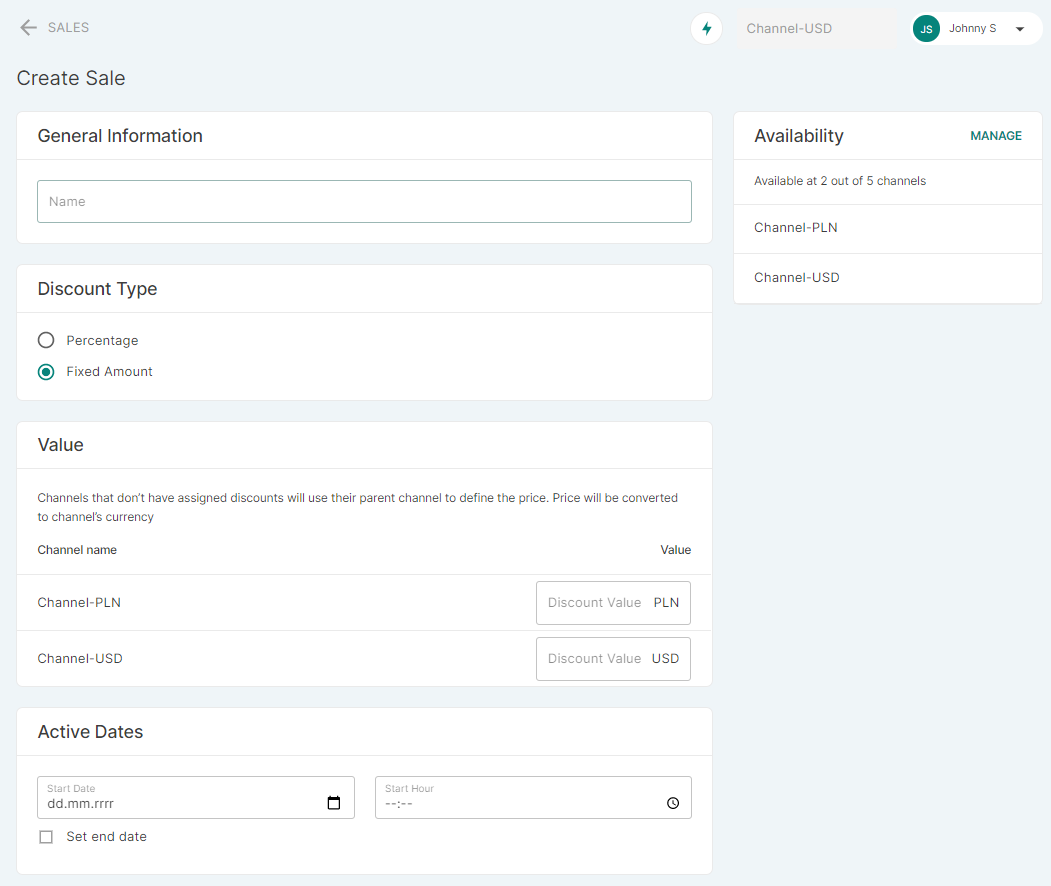 SALES
Channel-USD
JS
Johnny S
Create Sale
General Information
Name
Discount Type
Percentage
Fixed Amount
Value
Channels that don’t have assigned discounts will use their parent channel to define the price. Price will be converted
to channel’s currency
Channel name Value
Channel-PLN Discount Value PLN
Channel-USD Discount Value USD
Active Dates
Start Date
dd.mm.rrrr
Start Hour
--:--
Set end date
Availability MANAGE
Available at 2 out of 5 channels
Channel-PLN
Channel-USD